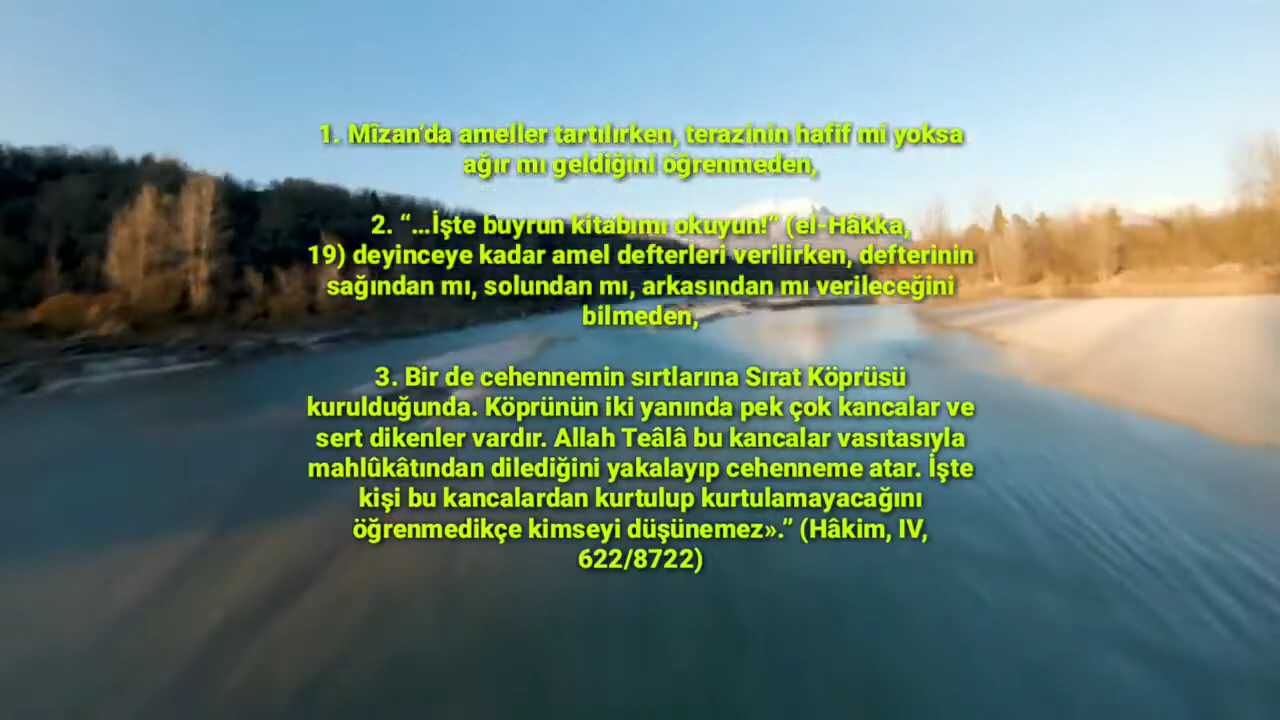 1. Mîzan'da ameller tartılırken, terazinin hafif mi yoksa
ağır mı geldiğini öğrenmeden,
2. “...İşte buyrun kitabımı okuyun!” (el-Hâkka,
19) deyinceye kadar amel defterleri verilirken, defterinin
sağından mı, solundan mı, arkasından mı verileceğini
bilmeden,
3. Bir de cehennemin sırtlarına Sırat Köprüsü
kurulduğunda. Köprünün iki yanında pek çok kancalar ve
sert dikenler vardır. Allah Teâlâ bu kancalar vasıtasıyla
mahlûkâtından dilediğini yakalayıp cehenneme atar. İşte
kişi bu kancalardan kurtulup kurtulamayacağını
öğrenmedikçe kimseyi düşünemez».” (Hâkim, IV,
622/8722)